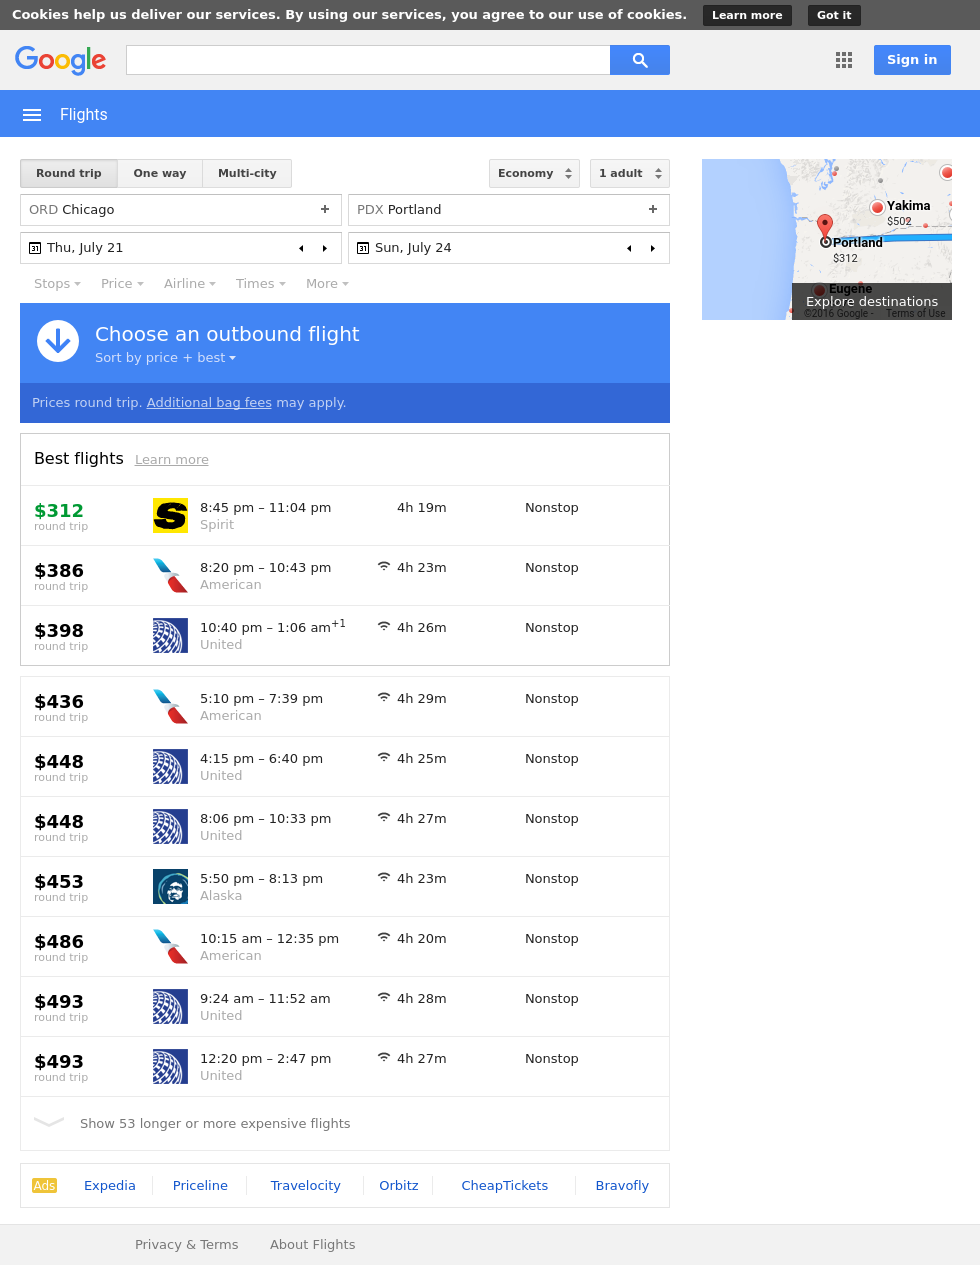 Cookies help us deliver our services. By using our services, you agree to our use of cookies. Learn more Got it
Google Sign in
Flights
Round trip One way Multi-city Economy 1 adult
ORD Chicago + PDX Portland +
31 Thu, July 21 31 Sun, July 24
Stops Price Airline Times More
Yakima
$502
Portland
$312
Eugene
Explore destinations
©2016 Google - Terms of Use
Choose an outbound flight
Sort by price + best
Prices round trip. Additional bag fees may apply.
Best flights Learn more
$312 8:45 pm – 11:04 pm 4h 19m Nonstop
round trip Spirit
$386 8:20 pm – 10:43 pm 4h 23m Nonstop
round trip American
$398 10:40 pm – 1:06 am+1 4h 26m Nonstop
round trip United
$436 5:10 pm – 7:39 pm 4h 29m Nonstop
round trip American
$448 4:15 pm – 6:40 pm 4h 25m Nonstop
round trip United
$448 8:06 pm – 10:33 pm 4h 27m Nonstop
round trip United
$453 5:50 pm – 8:13 pm 4h 23m Nonstop
round trip Alaska
$486 10:15 am – 12:35 pm 4h 20m Nonstop
round trip American
$493 9:24 am – 11:52 am 4h 28m Nonstop
round trip United
$493 12:20 pm – 2:47 pm 4h 27m Nonstop
round trip United
Show 53 longer or more expensive flights
Ads Expedia Priceline Travelocity Orbitz CheapTickets Bravofly
Privacy & Terms About Flights